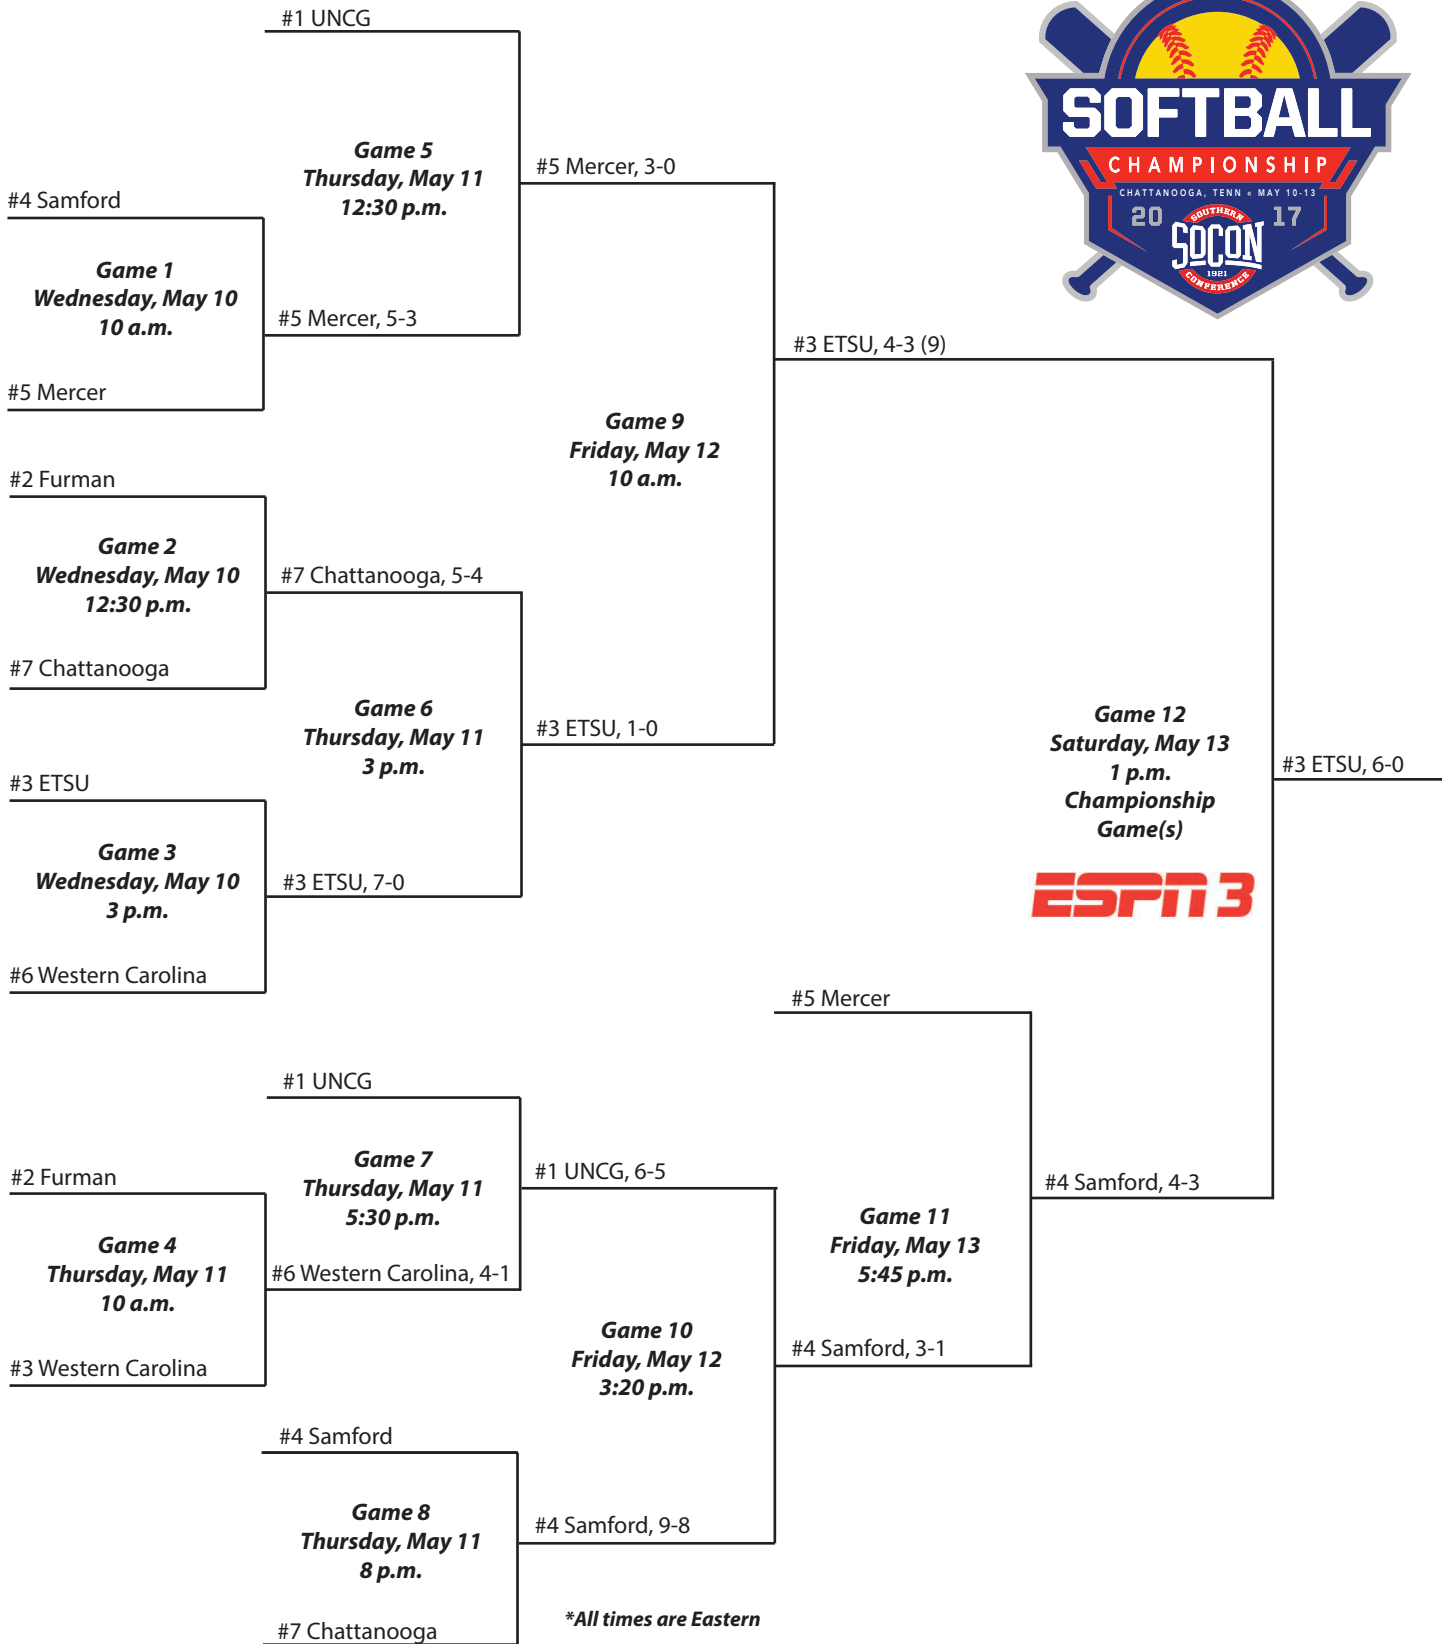 #1 UNCG
SOFTBALL
CHAMPIONSHIP
CHATTANOOGA, TENN « MAY 10-13
20 17
SOUTHERN
SOCON
1921
CONFERENCE
Game 5
Thursday, May 11
12:30 p.m.
#5 Mercer, 3-0
#4 Samford
Game 1
Wednesday, May 10
10 a.m.
#5 Mercer, 5-3
#5 Mercer
#3 ETSU, 4-3 (9)
Game 9
Friday, May 12
10 a.m.
#2 Furman
Game 2
Wednesday, May 10
12:30 p.m.
#7 Chattanooga, 5-4
#7 Chattanooga
Game 6
Thursday, May 11
3 p.m.
#3 ETSU, 1-0
#3 ETSU
Game 3
Wednesday, May 10
3 p.m.
#3 ETSU, 7-0
#6 Western Carolina
Game 12
Saturday, May 13
1 p.m.
Championship
Game(s)
#3 ETSU, 6-0
ESPN 3
#5 Mercer
#1 UNCG
Game 7
Thursday, May 11
5:30 p.m.
#1 UNCG, 6-5
#2 Furman
Game 4
Thursday, May 11
10 a.m.
#6 Western Carolina, 4-1
#3 Western Carolina
Game 11
Friday, May 13
5:45 p.m.
#4 Samford, 4-3
Game 10
Friday, May 12
3:20 p.m.
#4 Samford, 3-1
#4 Samford
Game 8
Thursday, May 11
8 p.m.
#4 Samford, 9-8
#7 Chattanooga
*All times are Eastern